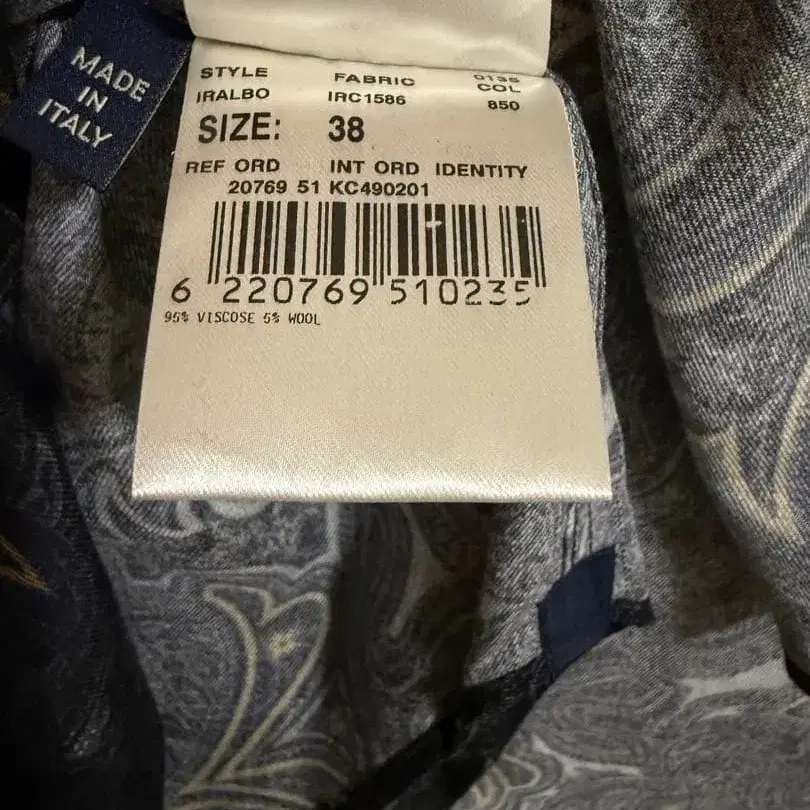 MADE
IN
ITALY
STYLE FABRIC 0135
IRALBO IRC1586 COL
850
SIZE: 38
REF ORD INT ORD IDENTITY
20769 51 KC490201
6 220769 510235
95% VISCOSE 5% WOOL